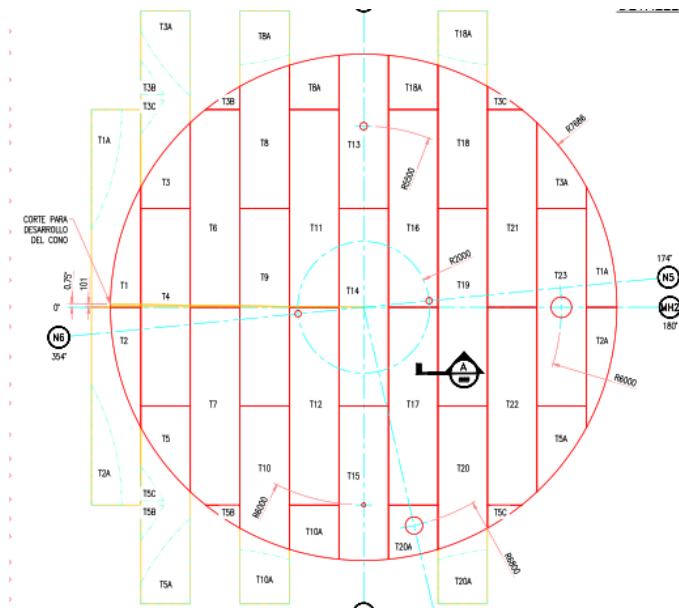 T3A
T8A
T18A
T3B
T3C
T1A
T3B
T8A
T18A
T3C
R7686
T8
T13
T18
R5500
T3
T3A
CORTE PARA
DESARROLLO
DEL CONO
T6
T11
T16
T21
R2000
174°
0.75°
101
T1
T4
T9
T14
T19
T23
T1A
N5
0°
MH2
180°
N6
354°
T2
T2A
A
R6000
T7
T12
T17
T22
T5
T5A
T2A
T5C
T5B
T10
T15
T20
R6000
T5B
T5C
T10A
T20A
R6800
T5A
T10A
T20A